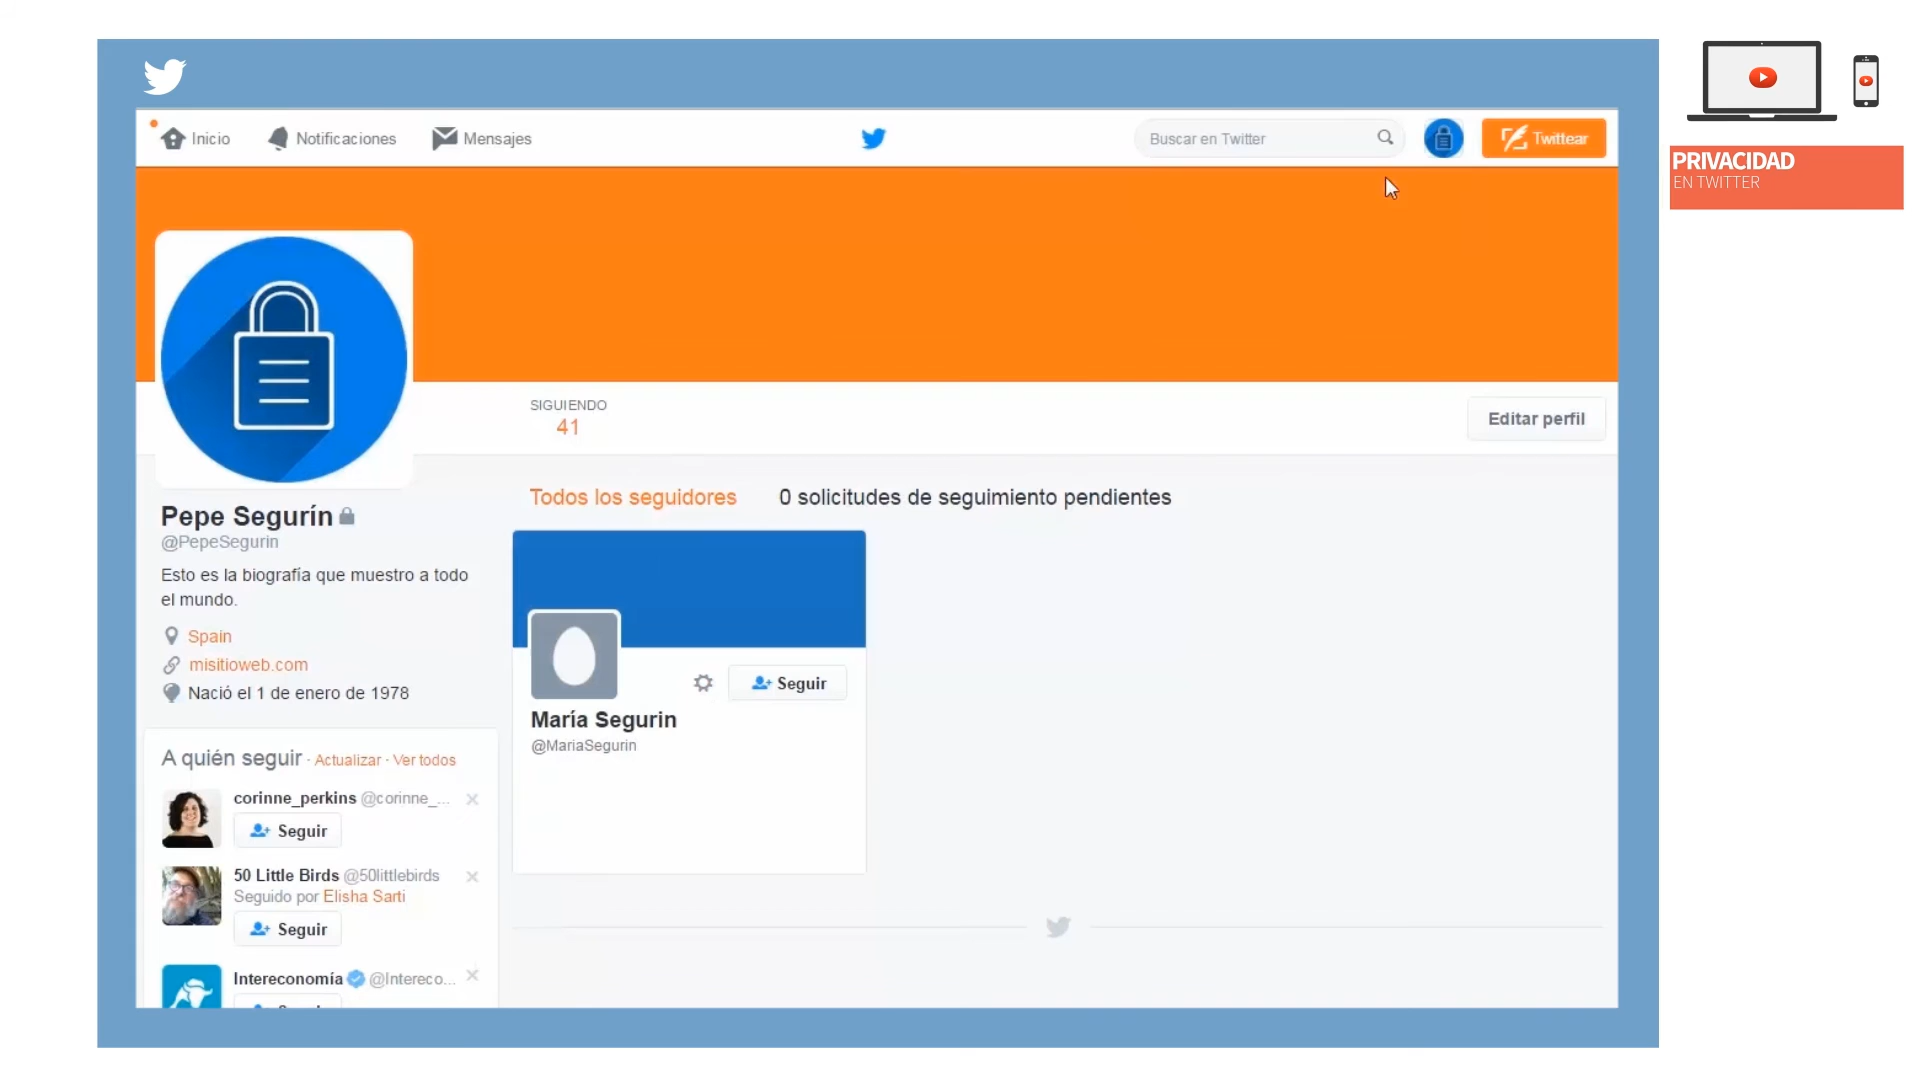 Inicio
Notificaciones
Mensajes
Buscar en Twitter
Twittear
PRIVACIDAD
EN TWITTER
SIGUIENDO
41
Editar perfil
Todos los seguidores
0 solicitudes de seguimiento pendientes
Pepe Segurín
@PepeSegurin
Esto es la biografía que muestro a todo
el mundo.
Spain
misitioweb.com
Nació el 1 de enero de 1978
Seguir
María Segurin
@MariaSegurin
A quién seguir · Actualizar · Ver todos
corinne_perkins @corinne_...
Seguir
50 Little Birds @50littlebirds
Seguido por Elisha Sarti
Seguir
Intereconomía @Intereco...